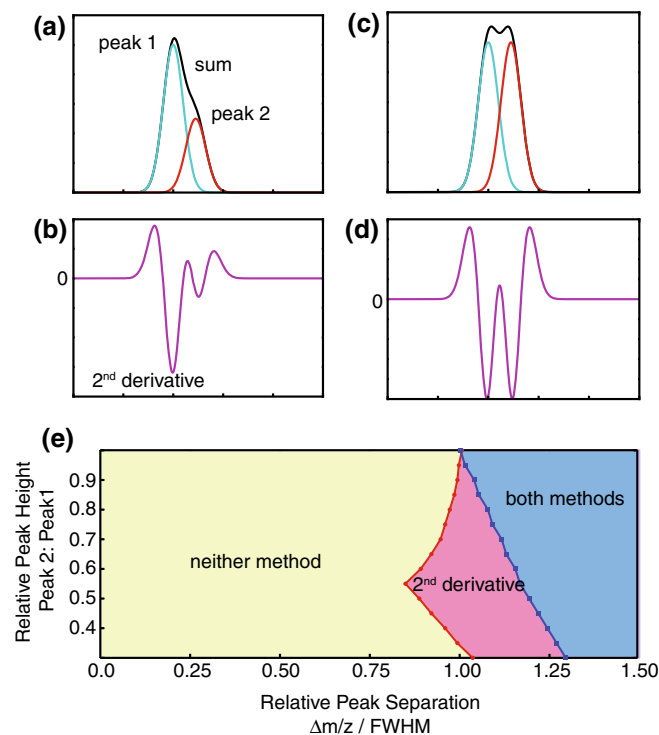 (a)
peak 1
sum
peak 2
(c)
(b)
0
2nd derivative
(d)
0
(e)
Relative Peak Height
Peak 2: Peak1
0.9
0.8
0.7
0.6
0.5
0.4
neither method
2nd derivative
both methods
0.0
0.25
0.50
0.75
1.00
1.25
1.50
Relative Peak Separation
Δm/z / FWHM